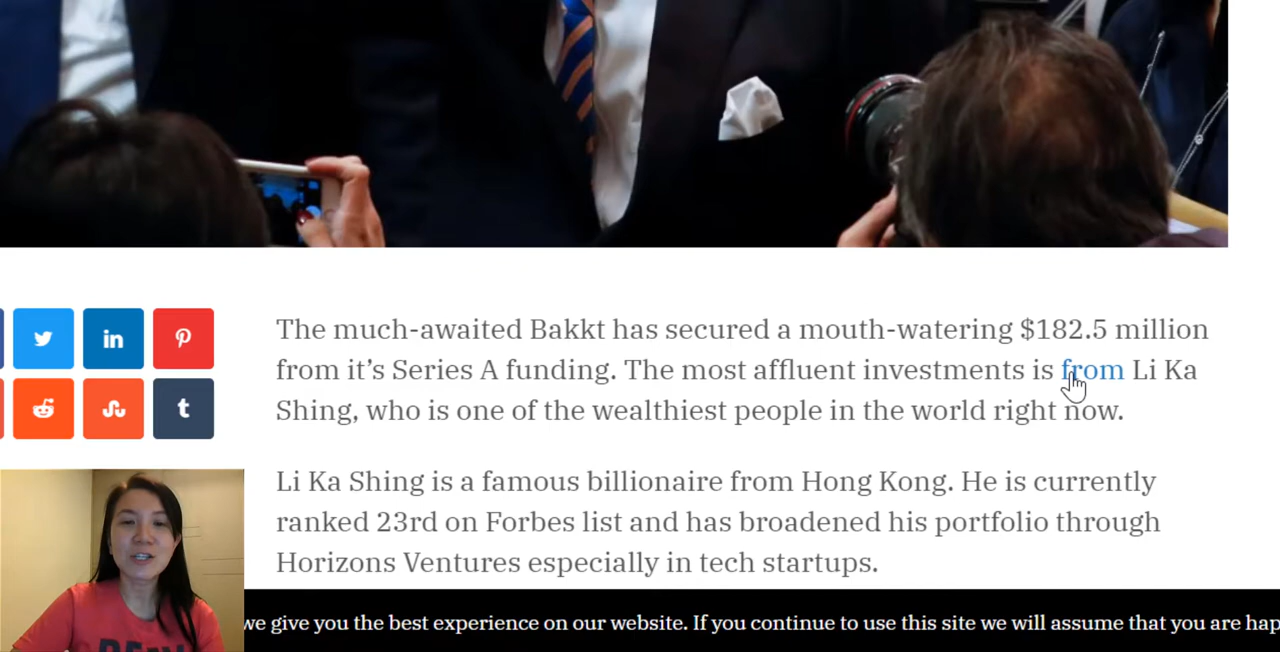 The much-awaited Bakkt has secured a mouth-watering $182.5 million
from it’s Series A funding. The most affluent investments is from Li Ka
Shing, who is one of the wealthiest people in the world right now.
Li Ka Shing is a famous billionaire from Hong Kong. He is currently
ranked 23rd on Forbes list and has broadened his portfolio through
Horizons Ventures especially in tech startups.
we give you the best experience on our website. If you continue to use this site we will assume that you are hap